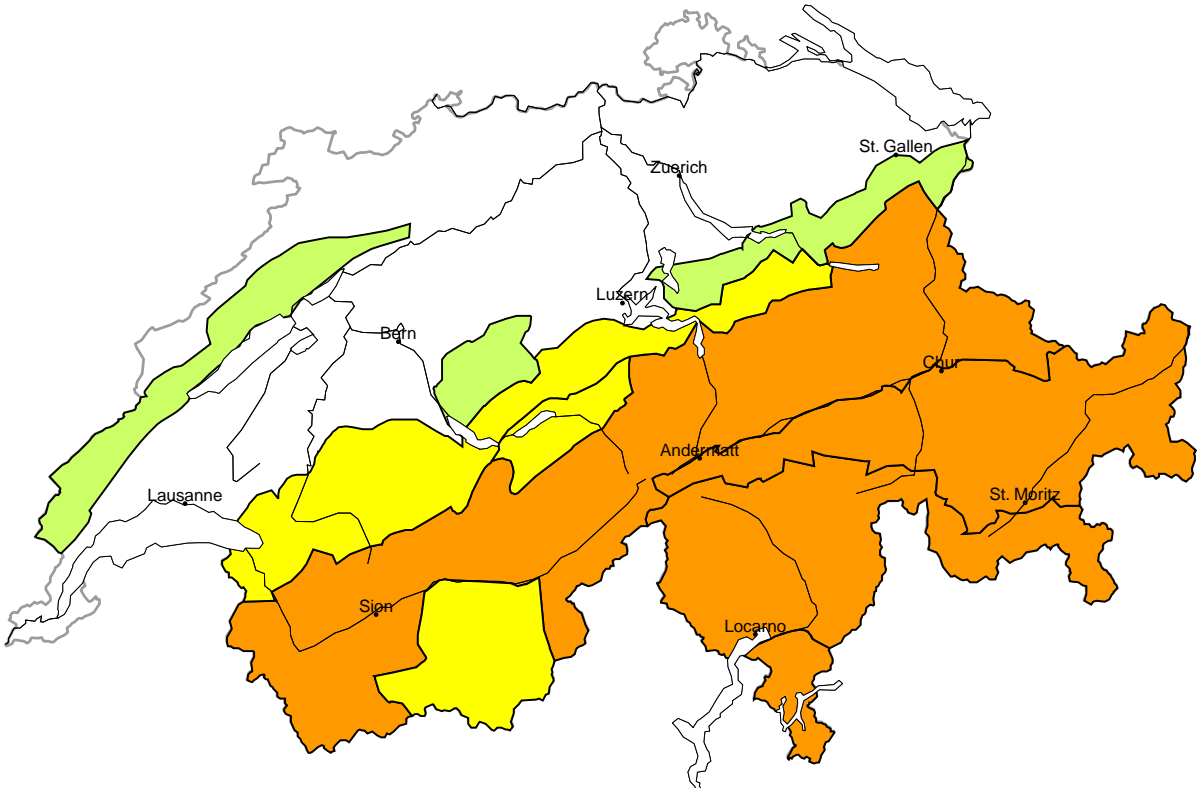 St. Gallen
Zuerich
Luzern
Bern
Chur
Andermatt
Lausanne
St. Moritz
Sion
Locarno